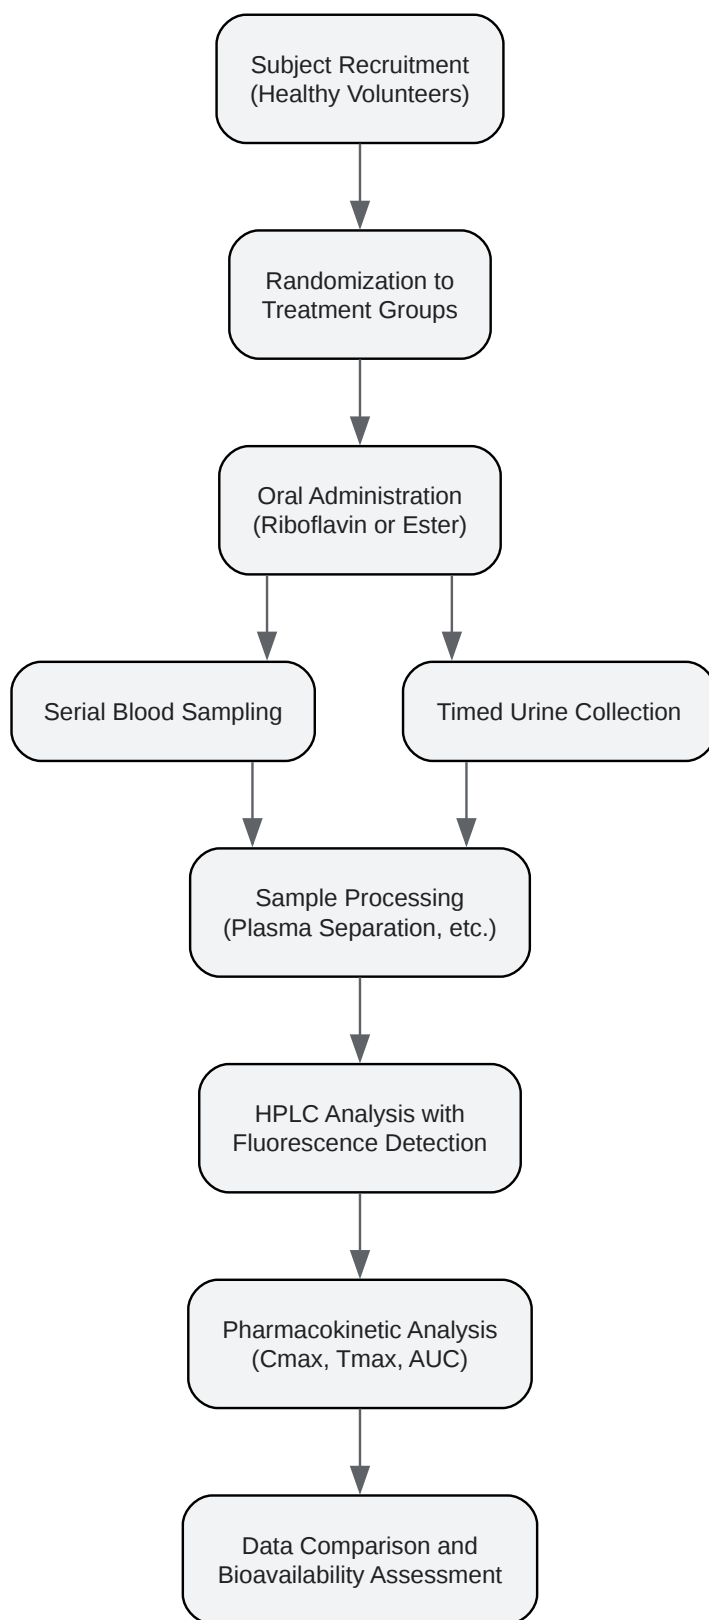 Subject Recruitment
(Healthy Volunteers)
Randomization to
Treatment Groups
Oral Administration
(Riboflavin or Ester)
Serial Blood Sampling
Timed Urine Collection
Sample Processing
(Plasma Separation, etc.)
HPLC Analysis with
Fluorescence Detection
Pharmacokinetic Analysis
(Cmax, Tmax, AUC)
Data Comparison and
Bioavailability Assessment